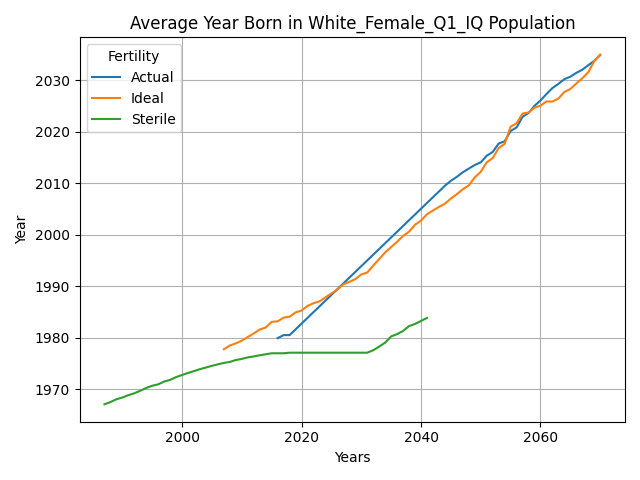 Average Year Born in White_Female_Q1_IQ Population
Fertility
Actual
Ideal
Sterile
Year
2030
2020
2010
2000
1990
1980
1970
2000
2020
2040
2060
Years